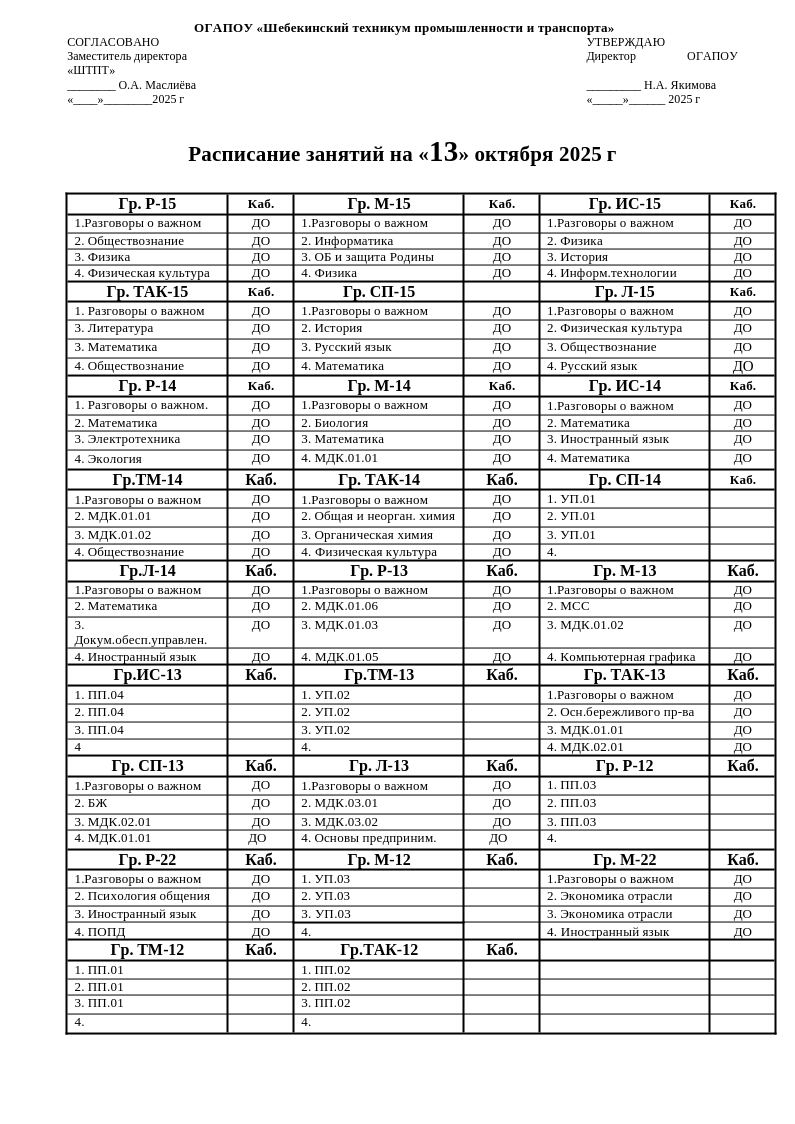 ОГАПОУ «Шебекинский техникум промышленности и транспорта»
СОГЛАСОВАНО УТВЕРЖДАЮ
Заместитель директора Директор ОГАПОУ
«ШТПТ»
________ О.А. Маслиёва _________ Н.А. Якимова
«____»________2025 г «_____»______ 2025 г
Расписание занятий на «13» октября 2025 г
Гр. Р-15 Каб. Гр. М-15 Каб. Гр. ИС-15 Каб.
1.Разговоры о важном ДО 1.Разговоры о важном ДО 1.Разговоры о важном ДО
2. Обществознание ДО 2. Информатика ДО 2. Физика ДО
3. Физика ДО 3. ОБ и защита Родины ДО 3. История ДО
4. Физическая культура ДО 4. Физика ДО 4. Информ.технологии ДО
Гр. ТАК-15 Каб. Гр. СП-15 Гр. Л-15 Каб.
1. Разговоры о важном ДО 1.Разговоры о важном ДО 1.Разговоры о важном ДО
3. Литература ДО 2. История ДО 2. Физическая культура ДО
3. Математика ДО 3. Русский язык ДО 3. Обществознание ДО
4. Обществознание ДО 4. Математика ДО 4. Русский язык ДО
Гр. Р-14 Каб. Гр. М-14 Каб. Гр. ИС-14 Каб.
1. Разговоры о важном. ДО 1.Разговоры о важном ДО 1.Разговоры о важном ДО
2. Математика ДО 2. Биология ДО 2. Математика ДО
3. Электротехника ДО 3. Математика ДО 3. Иностранный язык ДО
4. Экология ДО 4. МДК.01.01 ДО 4. Математика ДО
Гр.ТМ-14 Каб. Гр. ТАК-14 Каб. Гр. СП-14 Каб.
1.Разговоры о важном ДО 1.Разговоры о важном ДО 1. УП.01
2. МДК.01.01 ДО 2. Общая и неорган. химия ДО 2. УП.01
3. МДК.01.02 ДО 3. Органическая химия ДО 3. УП.01
4. Обществознание ДО 4. Физическая культура ДО 4.
Гр.Л-14 Каб. Гр. Р-13 Каб. Гр. М-13 Каб.
1.Разговоры о важном ДО 1.Разговоры о важном ДО 1.Разговоры о важном ДО
2. Математика ДО 2. МДК.01.06 ДО 2. МСС ДО
3. ДО 3. МДК.01.03 ДО 3. МДК.01.02 ДО
Докум.обесп.управлен.
4. Иностранный язык ДО 4. МДК.01.05 ДО 4. Компьютерная графика ДО
Гр.ИС-13 Каб. Гр.ТМ-13 Каб. Гр. ТАК-13 Каб.
1. ПП.04 1. УП.02 1.Разговоры о важном ДО
2. ПП.04 2. УП.02 2. Осн.бережливого пр-ва ДО
3. ПП.04 3. УП.02 3. МДК.01.01 ДО
4 4. 4. МДК.02.01 ДО
Гр. СП-13 Каб. Гр. Л-13 Каб. Гр. Р-12 Каб.
1.Разговоры о важном ДО 1.Разговоры о важном ДО 1. ПП.03
2. БЖ ДО 2. МДК.03.01 ДО 2. ПП.03
3. МДК.02.01 ДО 3. МДК.03.02 ДО 3. ПП.03
4. МДК.01.01 ДО 4. Основы предприним. ДО 4.
Гр. Р-22 Каб. Гр. М-12 Каб. Гр. М-22 Каб.
1.Разговоры о важном ДО 1. УП.03 1.Разговоры о важном ДО
2. Психология общения ДО 2. УП.03 2. Экономика отрасли ДО
3. Иностранный язык ДО 3. УП.03 3. Экономика отрасли ДО
4. ПОПД ДО 4. 4. Иностранный язык ДО
Гр. ТМ-12 Каб. Гр.ТАК-12 Каб.
1. ПП.01 1. ПП.02
2. ПП.01 2. ПП.02
3. ПП.01 3. ПП.02
4. 4.